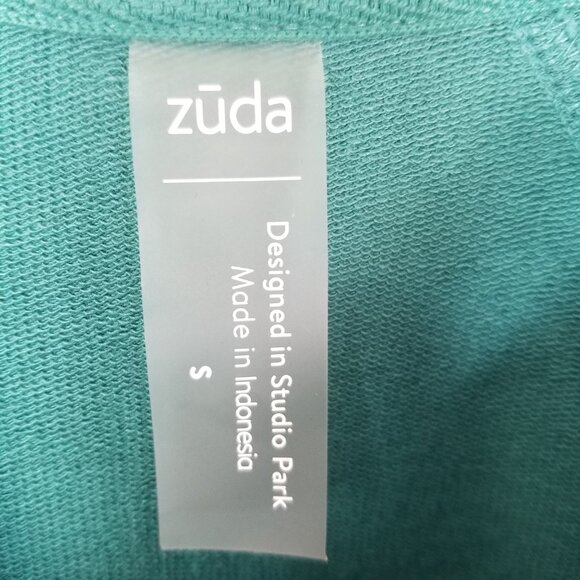 zūda
Designed in Studio Park
Made in Indonesia
S